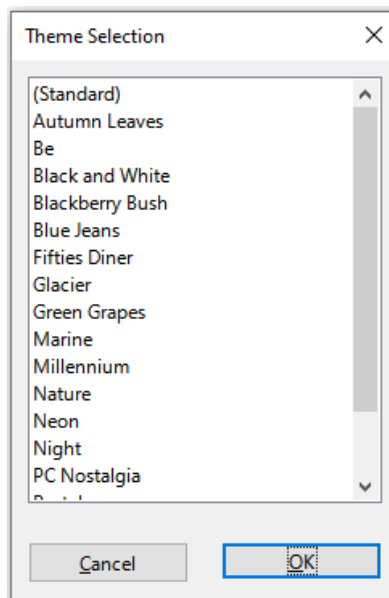 Theme Selection
(Standard)
Autumn Leaves
Be
Black and White
Blackberry Bush
Blue Jeans
Fifties Diner
Glacier
Green Grapes
Marine
Millennium
Nature
Neon
Night
PC Nostalgia
Cancel
OK